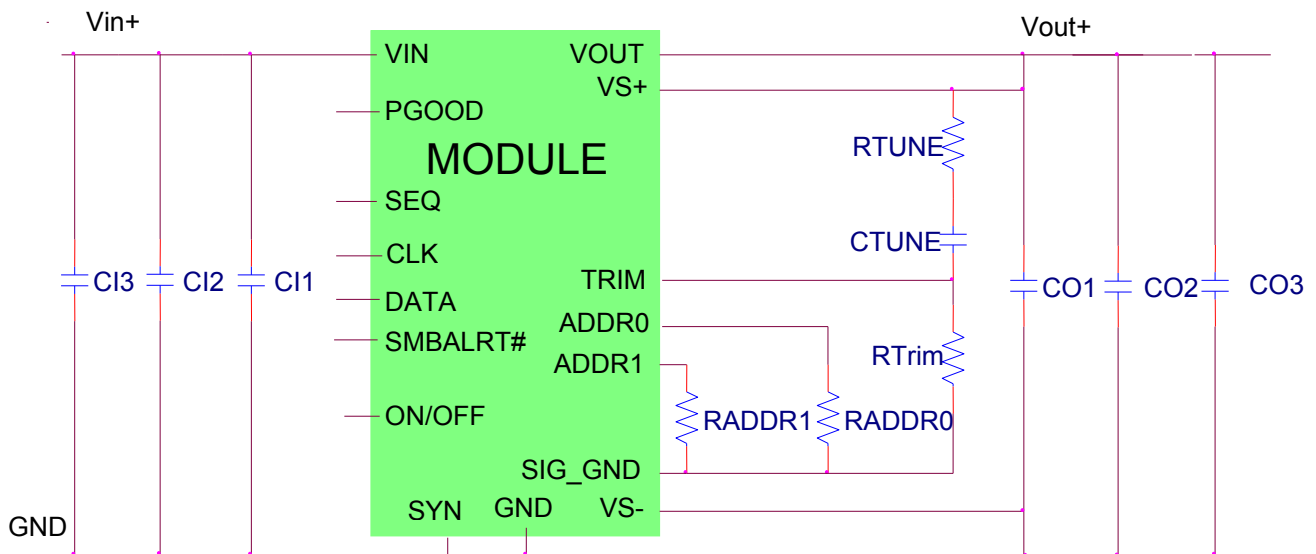 Vin+
Vout+
VIN
VOUT
VS+
PGOOD
MODULE
RTUNE
SEQ
CTUNE
CLK
TRIM
CI3
CI2
CI1
CO1
CO2
CO3
DATA
ADDR0
SMBALRT#
ADDR1
RTrim
ON/OFF
RADDR1
RADDR0
SIG_GND
SYN
GND
VS-
GND